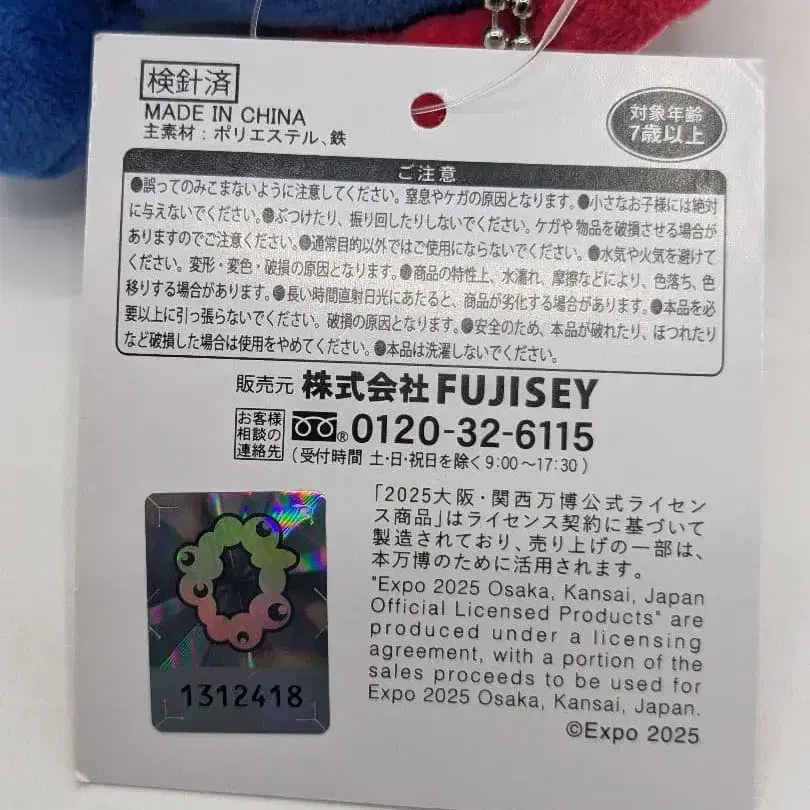 検針済
MADE IN CHINA
主素材：ポリエステル、鉄
対象年齢
7歳以上
ご注意
●誤ってのみこまないように注意してください。窒息やケガの原因となります。●小さなお子様には絶対
に与えないでください。●ぶつけたり、振り回したりしないでください。ケガや物品を破損させる場合が
ありますのでご注意ください。●通常目的以外ではご使用にならないでください。●水気や火気を避けて
ください。変形・変色・破損の原因となります。●商品の特性上、水濡れ、摩擦などにより、色落ち、色
移りする場合があります。●長い時間直射日光にあたると、商品が劣化する場合があります。●本品を必
要以上に引っ張らないでください。破損の原因となります。●安全のため、本品が破れたり、ほつれたり
など破損した場合は使用をやめてください。●本品は洗濯しないでください。
販売元 株式会社FUJISEY
お客様
相談の
連絡先
® 0120-32-6115
(受付時間 土・日・祝日を除く9:00~17:30)
「2025大阪・関西万博公式ライセン
ス商品」はライセンス契約に基づいて
製造されており、売り上げの一部は、
本万博のために活用されます。
"Expo 2025 Osaka, Kansai, Japan
Official Licensed Products" are
produced under a licensing
agreement, with a portion of the
sales proceeds to be used for
Expo 2025 Osaka, Kansai, Japan.
©Expo 2025
1312418